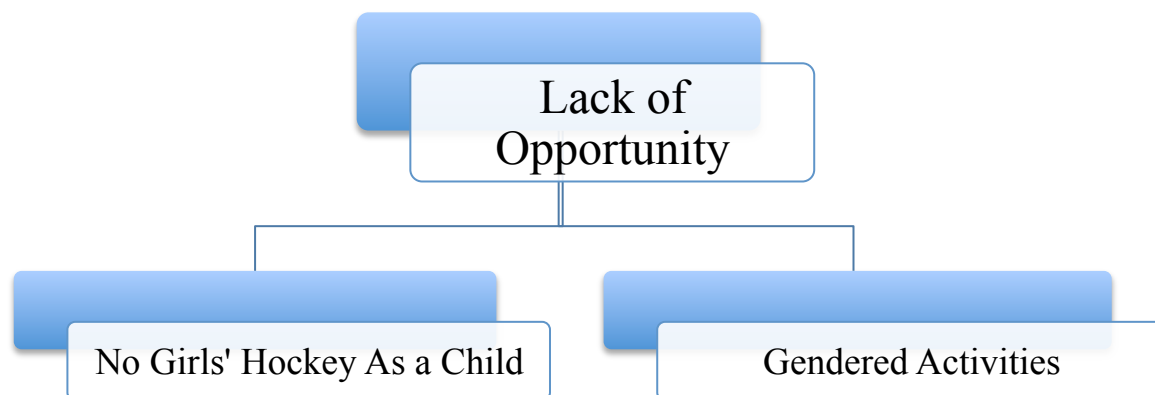 Lack of
Opportunity
No Girls' Hockey As a Child
Gendered Activities